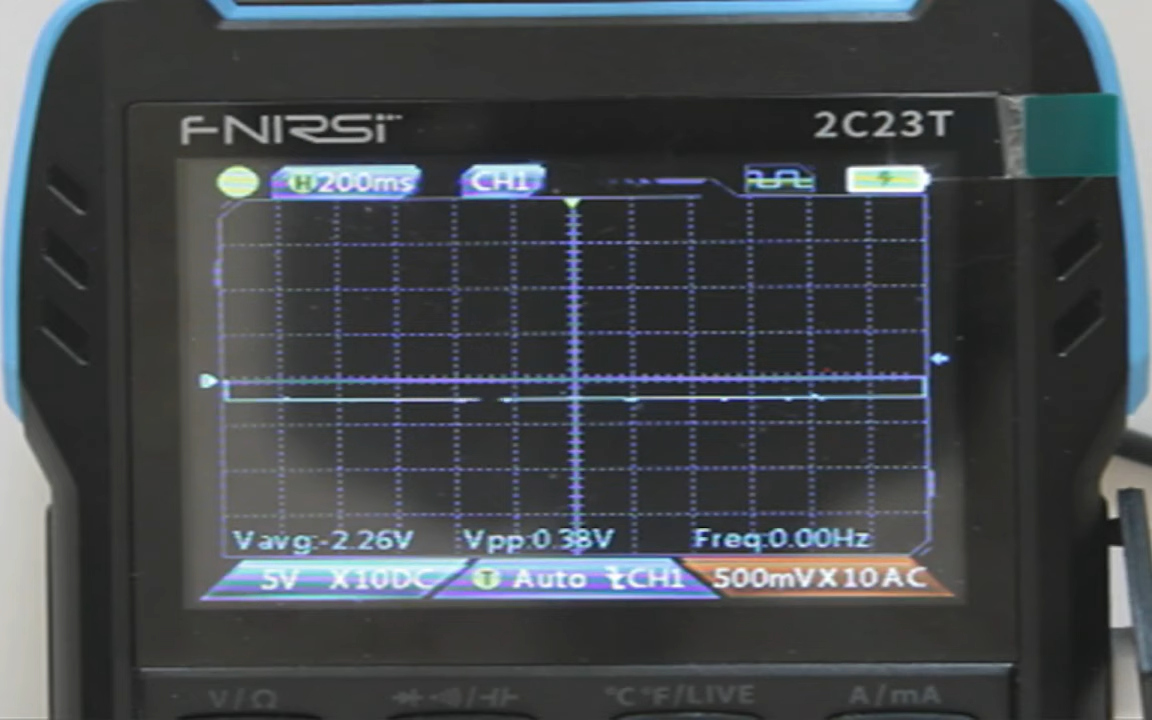 FNIRSI 2C23T
H 200ms CH1
Vavg:-2.26V Vpp:0.38V Freq:0.00Hz
5V X10DC T Auto CH1 500mVX10AC
V/Ω °C°F/LIVE A/mA